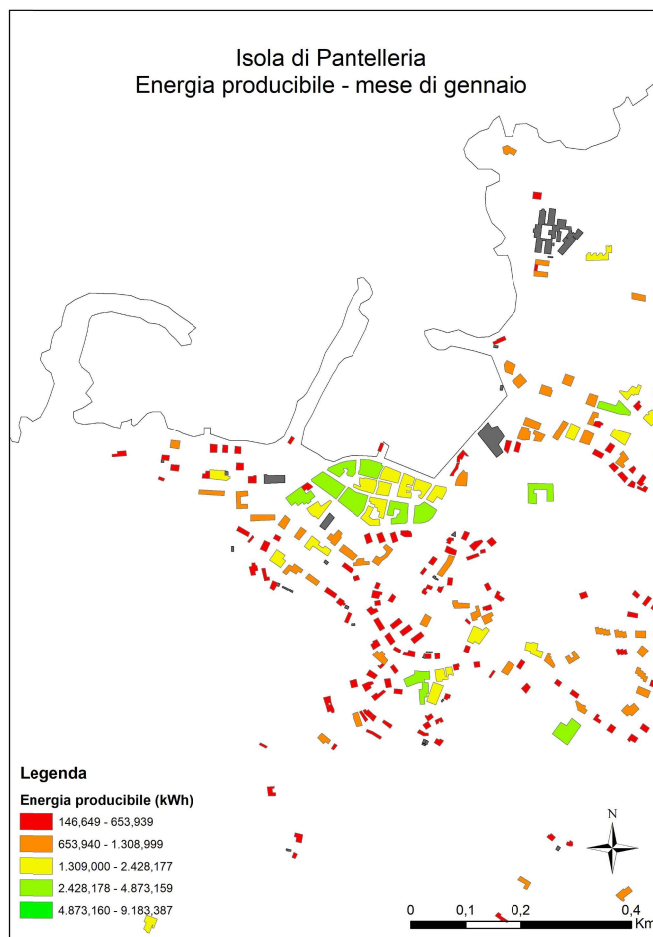 Isola di Pantelleria
Energia producibile - mese di gennaio
Legenda
Energia producibile (kWh)
146,649 - 653,939
653,940 - 1.308,999
1.309,000 - 2.428,177
2.428,178 - 4.873,159
4.873,160 - 9.183,387
N
0 0,1 0,2 0,4
Km